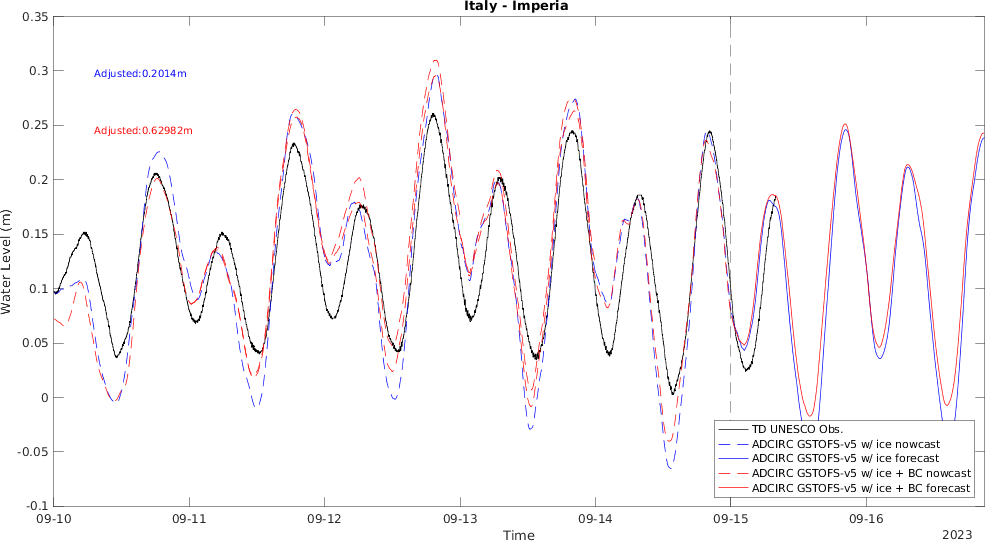 Italy - Imperia
0.35
0.3
0.25
0.2
0.15
0.1
0.05
0
-0.05
-0.1
Water Level (m)
Adjusted:0.2014m
Adjusted:0.62982m
TD UNESCO Obs.
ADCIRC GSTOFS-v5 w/ ice nowcast
ADCIRC GSTOFS-v5 w/ ice forecast
ADCIRC GSTOFS-v5 w/ ice + BC nowcast
ADCIRC GSTOFS-v5 w/ ice + BC forecast
09-10 09-11 09-12 09-13 09-14 09-15 09-16
Time
2023